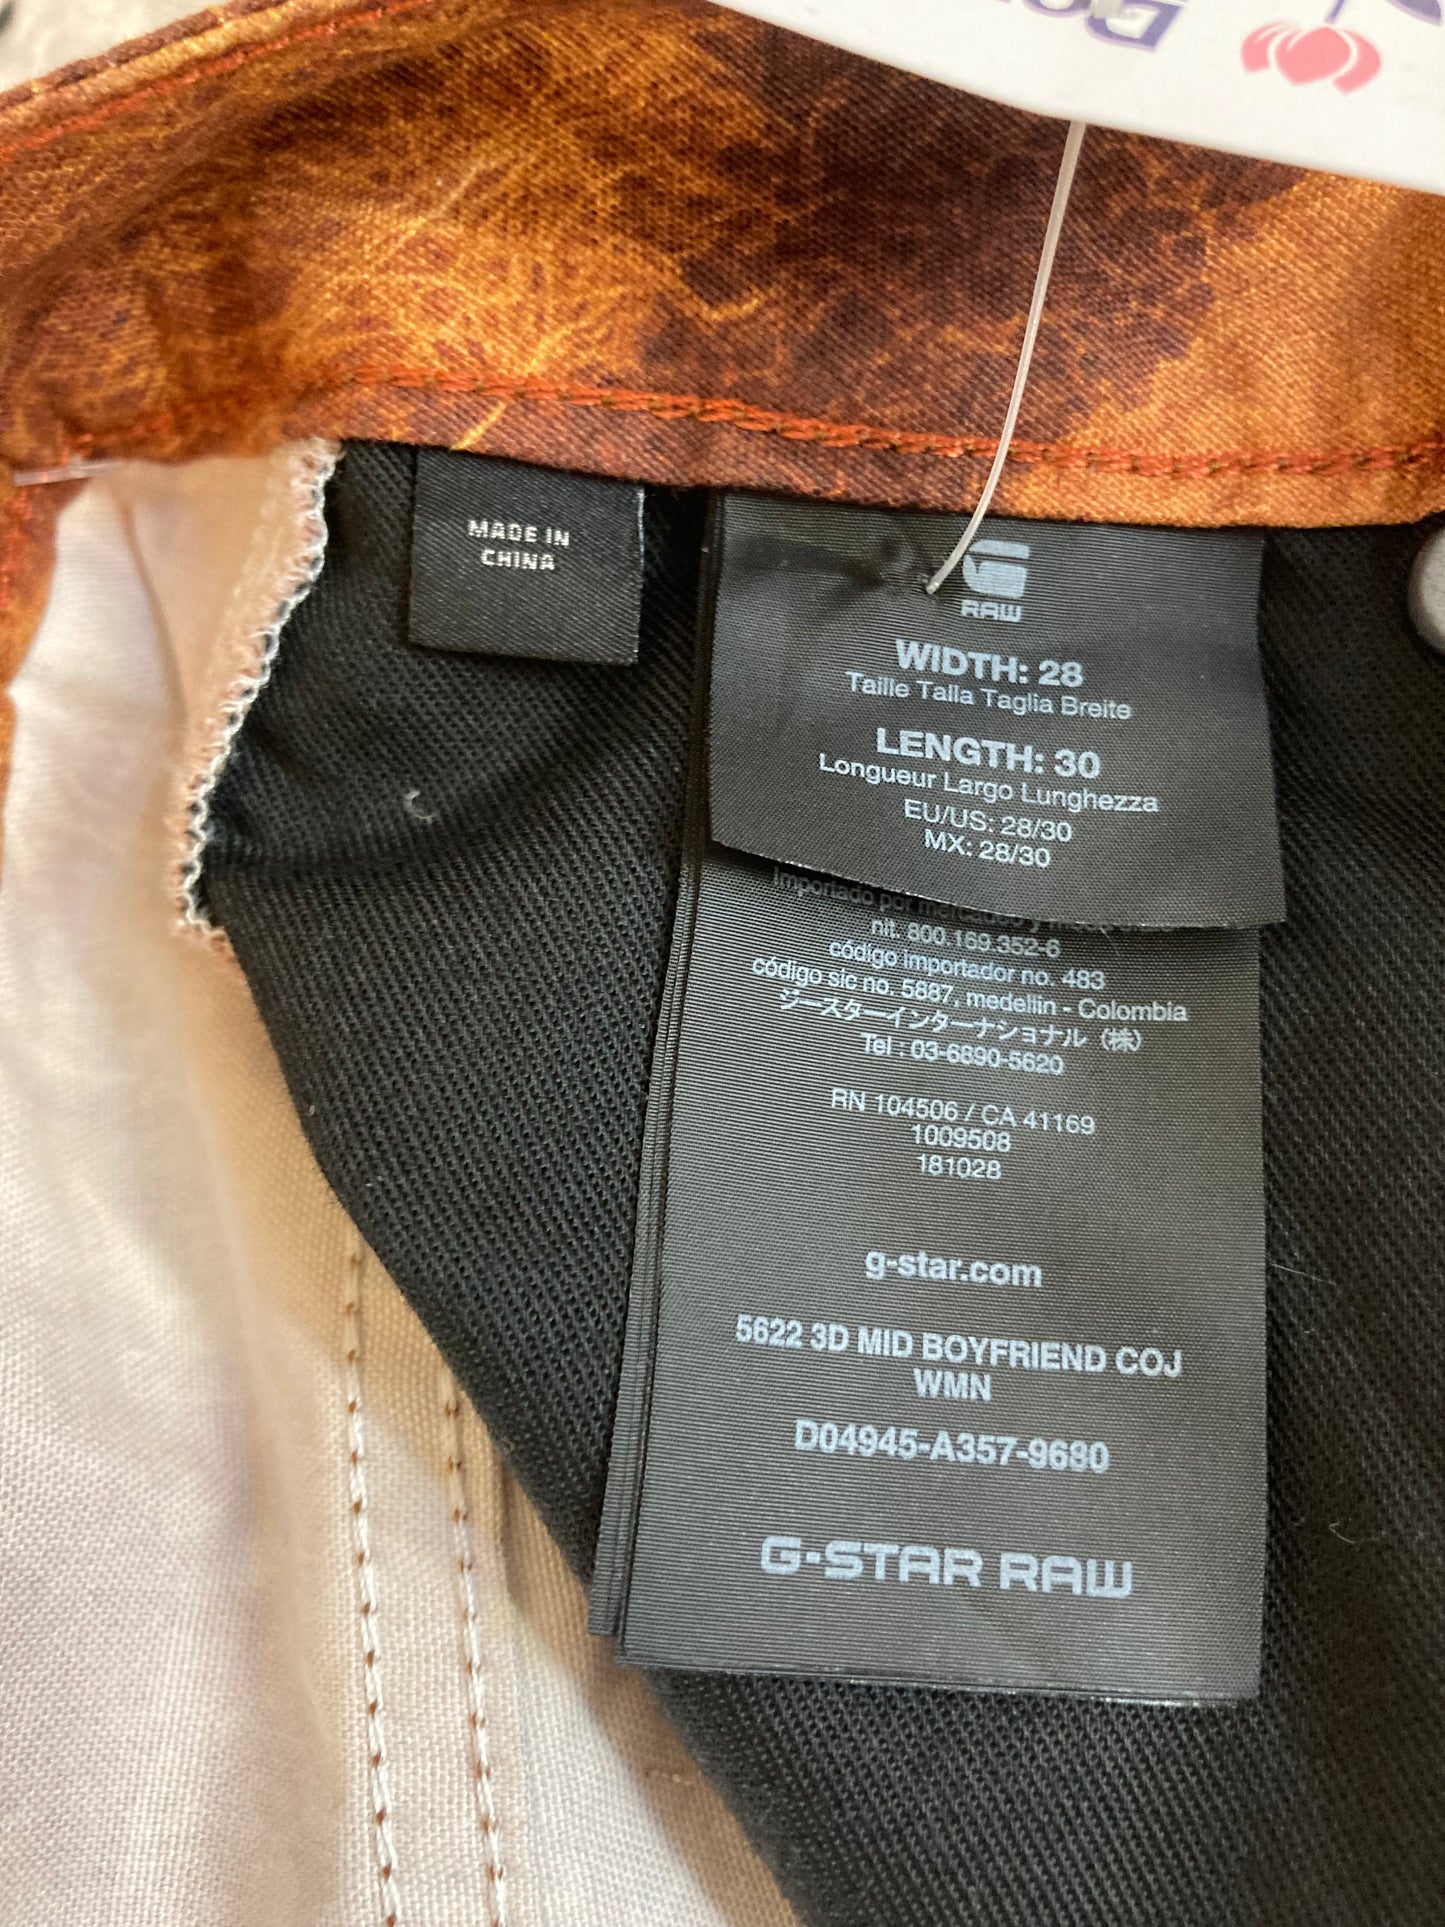 MADE IN
CHINA
RAW
WIDTH: 28
Taille Talla Taglia Breite
LENGTH: 30
Longueur Largo Lunghezza
EU/US: 28/30
MX: 28/30
Importado por
nit. 800.169.352-6
código importador no. 483
código sic no. 5887, medellin - Colombia
ジースターインターナショナル（株）
Tel : 03-6890-5620
RN 104506 / CA 41169
1009508
181028
g-star.com
5622 3D MID BOYFRIEND COJ
WMN
D04945-A357-9680
G-STAR RAW